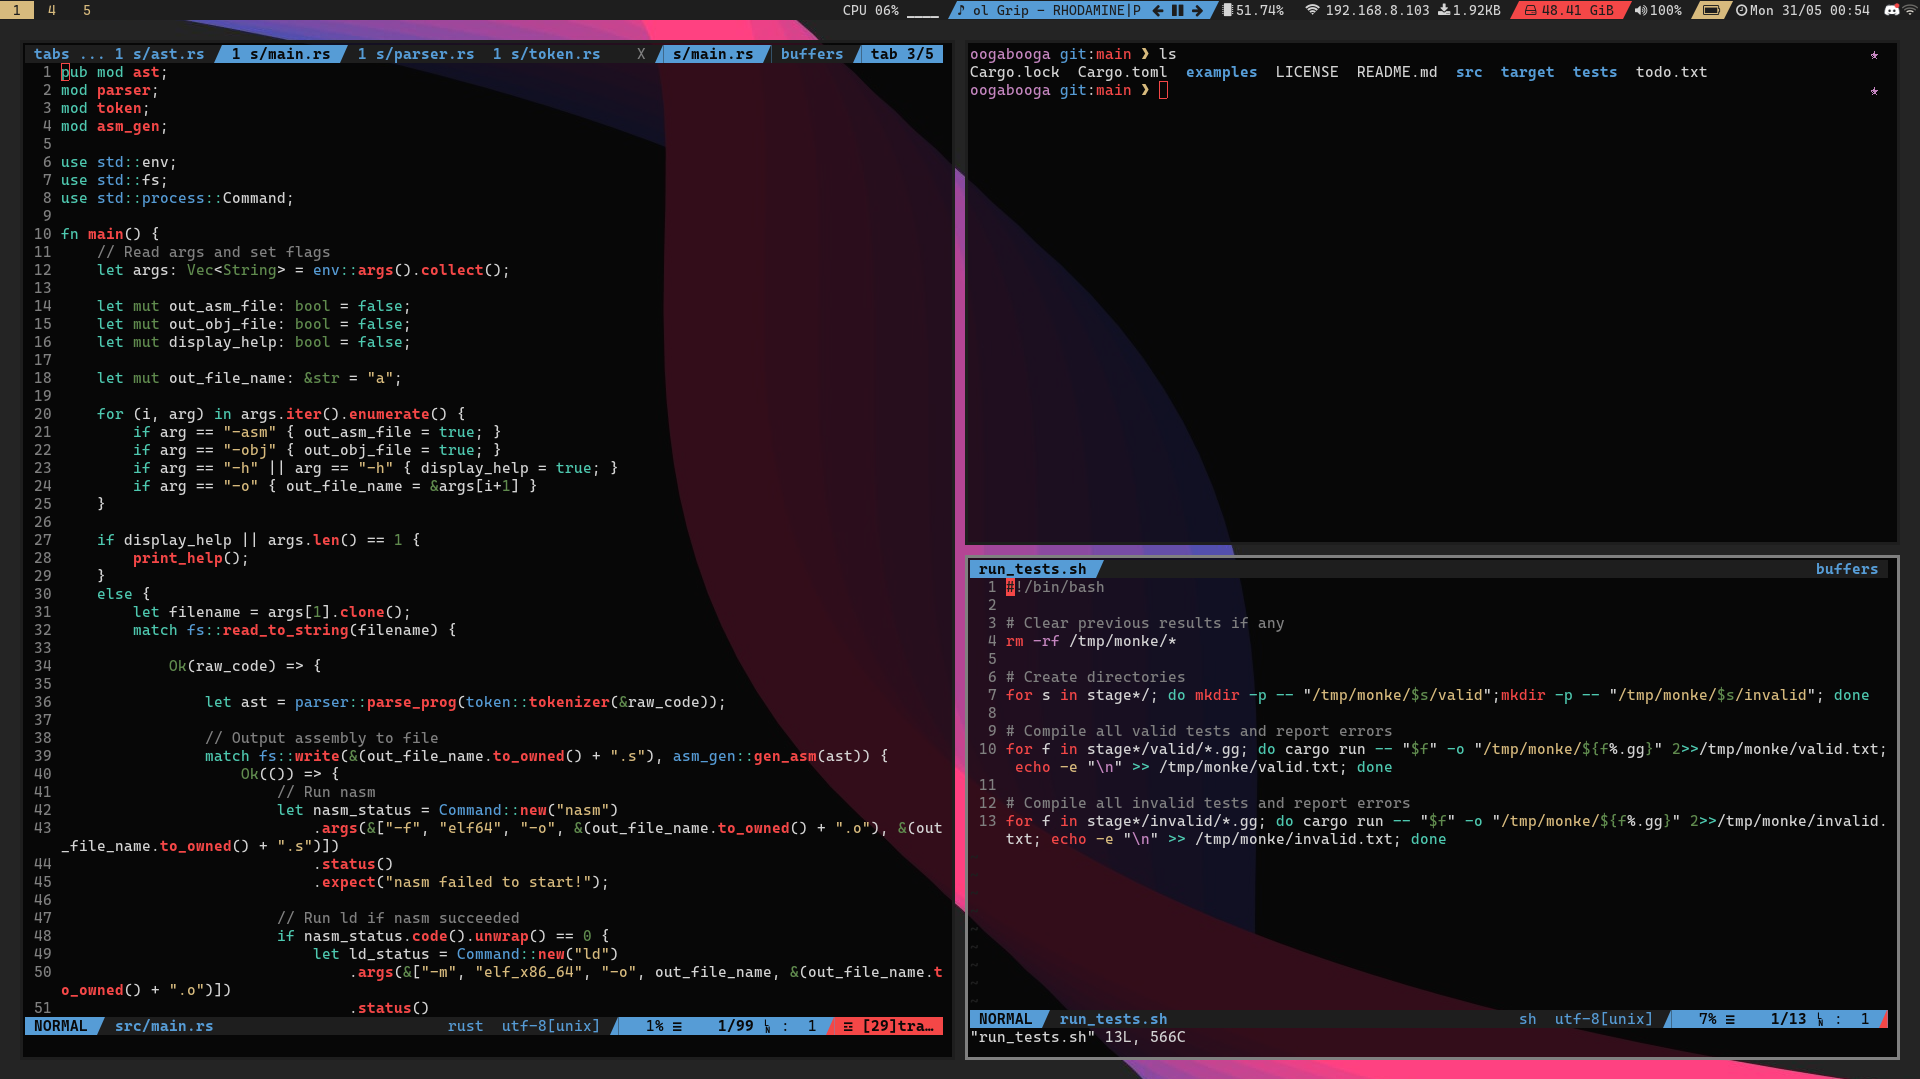 1 4 5 CPU 06% ____ ♪ ol Grip - RHODAMINE|P 51.74% 192.168.8.103 1.92KB 48.41 GiB 100% Mon 31/05 00:54
tabs ... 1 s/ast.rs 1 s/main.rs 1 s/parser.rs 1 s/token.rs X s/main.rs buffers tab 3/5
1 pub mod ast;
2 mod parser;
3 mod token;
4 mod asm_gen;
5
6 use std::env;
7 use std::fs;
8 use std::process::Command;
9
10 fn main() {
11     // Read args and set flags
12     let args: Vec<String> = env::args().collect();
13
14     let mut out_asm_file: bool = false;
15     let mut out_obj_file: bool = false;
16     let mut display_help: bool = false;
17
18     let mut out_file_name: &str = "a";
19
20     for (i, arg) in args.iter().enumerate() {
21         if arg == "-asm" { out_asm_file = true; }
22         if arg == "-obj" { out_obj_file = true; }
23         if arg == "-h" || arg == "-h" { display_help = true; }
24         if arg == "-o" { out_file_name = &args[i+1] }
25     }
26
27     if display_help || args.len() == 1 {
28         print_help();
29     }
30     else {
31         let filename = args[1].clone();
32         match fs::read_to_string(filename) {
33
34             Ok(raw_code) => {
35
36                 let ast = parser::parse_prog(token::tokenizer(&raw_code));
37
38                 // Output assembly to file
39                 match fs::write(&(out_file_name.to_owned() + ".s"), asm_gen::gen_asm(ast)) {
40                     Ok(()) => {
41                         // Run nasm
42                         let nasm_status = Command::new("nasm")
43                             .args(&["-f", "elf64", "-o", &(out_file_name.to_owned() + ".o"), &(out
_file_name.to_owned() + ".s")])
44                             .status()
45                             .expect("nasm failed to start!");
46
47                         // Run ld if nasm succeeded
48                         if nasm_status.code().unwrap() == 0 {
49                             let ld_status = Command::new("ld")
50                                 .args(&["-m", "elf_x86_64", "-o", out_file_name, &(out_file_name.t
o_owned() + ".o")])
51                                 .status()
NORMAL src/main.rs rust utf-8[unix] 1% ☰ 1/99 ㏑ : 1 ☲ [29]tra…
oogabooga git:main ❯ ls ★
Cargo.lock Cargo.toml examples LICENSE README.md src target tests todo.txt
oogabooga git:main ❯ ★
run_tests.sh buffers
1 #!/bin/bash
2
3 # Clear previous results if any
4 rm -rf /tmp/monke/*
5
6 # Create directories
7 for s in stage*/; do mkdir -p -- "/tmp/monke/$s/valid";mkdir -p -- "/tmp/monke/$s/invalid"; done
8
9 # Compile all valid tests and report errors
10 for f in stage*/valid/*.gg; do cargo run -- "$f" -o "/tmp/monke/${f%.gg}" 2>>/tmp/monke/valid.txt;
echo -e "\n" >> /tmp/monke/valid.txt; done
11
12 # Compile all invalid tests and report errors
13 for f in stage*/invalid/*.gg; do cargo run -- "$f" -o "/tmp/monke/${f%.gg}" 2>>/tmp/monke/invalid.
txt; echo -e "\n" >> /tmp/monke/invalid.txt; done
NORMAL run_tests.sh sh utf-8[unix] 7% ☰ 1/13 ㏑ : 1
"run_tests.sh" 13L, 566C